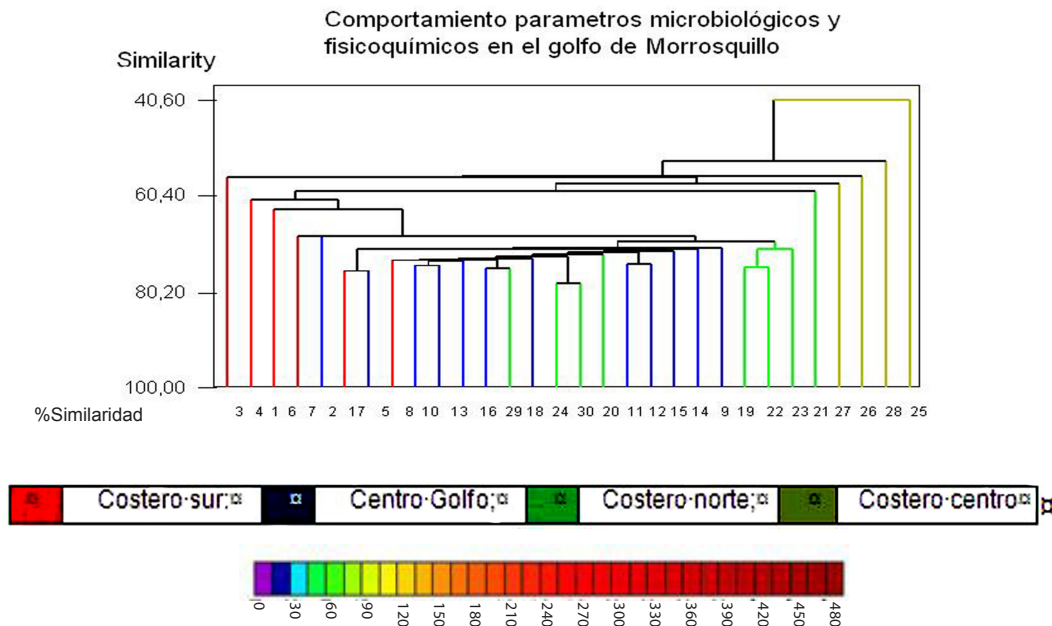 Comportamiento parametros microbiológicos y
fisicoquímicos en el golfo de Morrosquillo
Similarity
40,60
60,40
80,20
100,00
%Similaridad
3 4 1 6 7 2 17 5 8 10 13 16 29 18 24 30 20 11 12 15 14 9 19 22 23 21 27 26 28 25
¤ Costero·sur;¤ ¤ Centro·Golfo;¤ ¤ Costero·norte;¤ ¤ Costero·centro¤ ¤
0 30 60 90 120 150 180 210 240 270 300 330 360 390 420 450 480